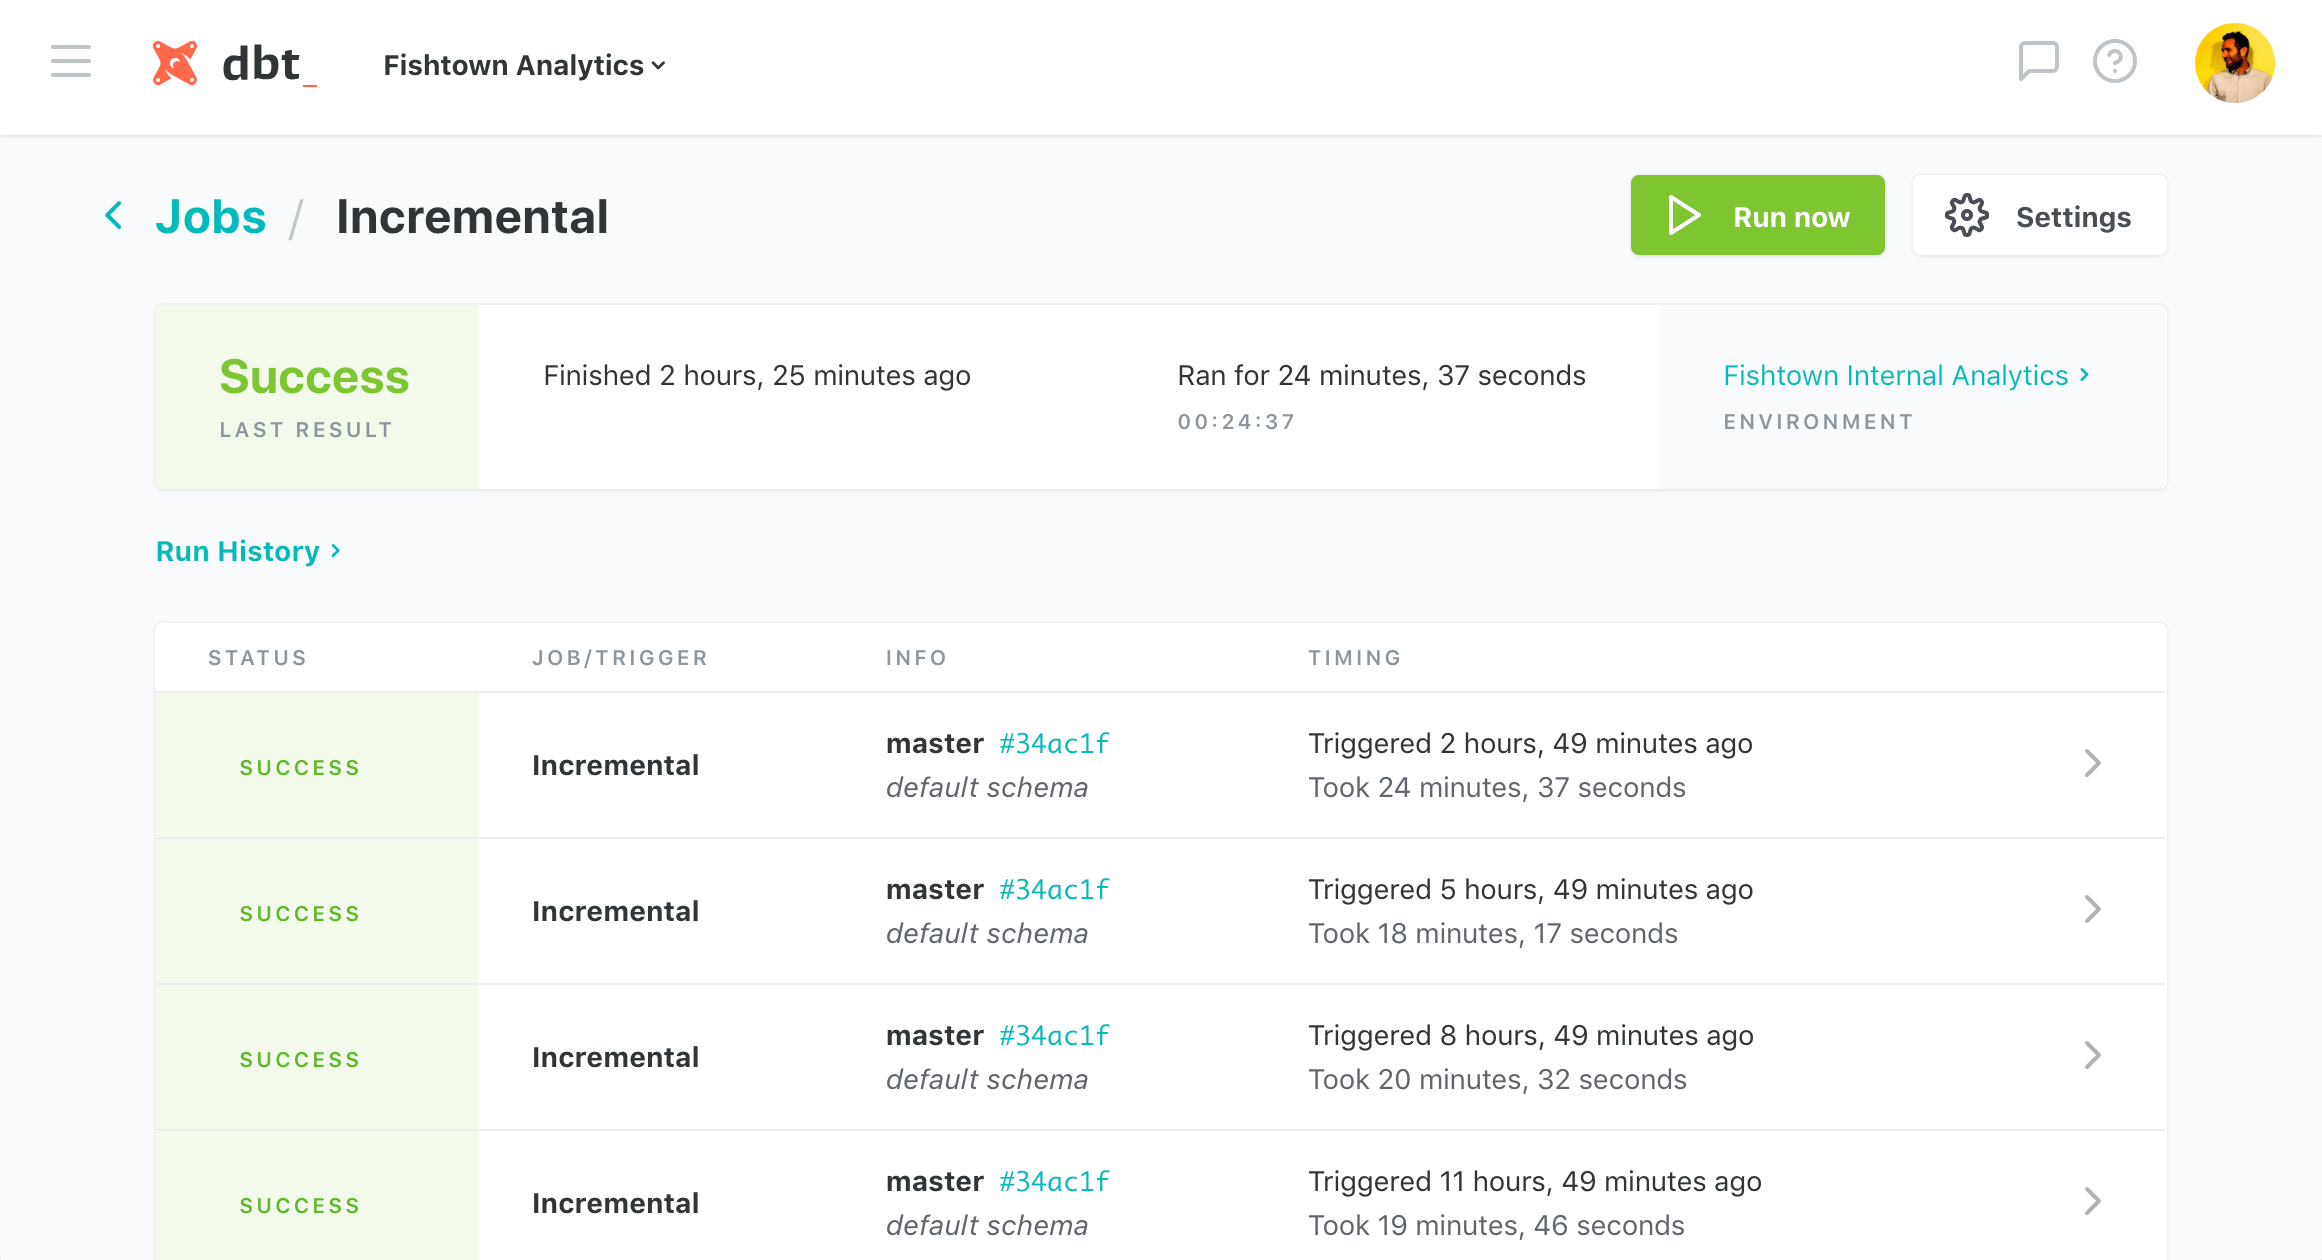 dbt_
Fishtown Analytics
Jobs / Incremental
Run now
Settings
Success
LAST RESULT
Finished 2 hours, 25 minutes ago
Ran for 24 minutes, 37 seconds
00:24:37
Fishtown Internal Analytics
ENVIRONMENT
Run History
STATUS JOB/TRIGGER INFO TIMING
SUCCESS
Incremental
master #34ac1f
default schema
Triggered 2 hours, 49 minutes ago
Took 24 minutes, 37 seconds
SUCCESS
Incremental
master #34ac1f
default schema
Triggered 5 hours, 49 minutes ago
Took 18 minutes, 17 seconds
SUCCESS
Incremental
master #34ac1f
default schema
Triggered 8 hours, 49 minutes ago
Took 20 minutes, 32 seconds
SUCCESS
Incremental
master #34ac1f
default schema
Triggered 11 hours, 49 minutes ago
Took 19 minutes, 46 seconds